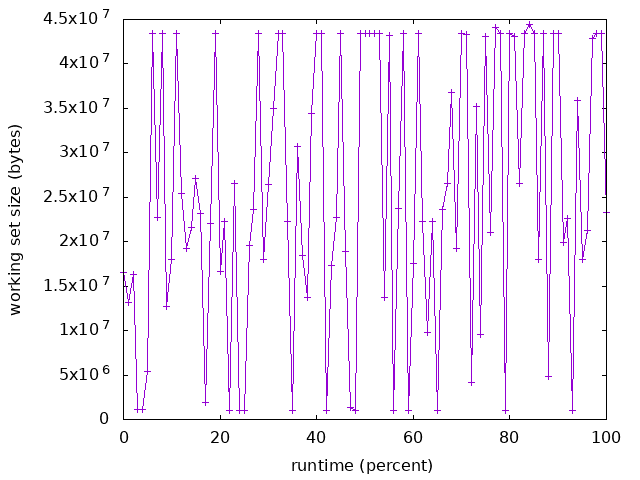 4.5x10^7
4x10^7
3.5x10^7
3x10^7
2.5x10^7
2x10^7
1.5x10^7
1x10^7
5x10^6
0
working set size (bytes)
0 20 40 60 80 100
runtime (percent)